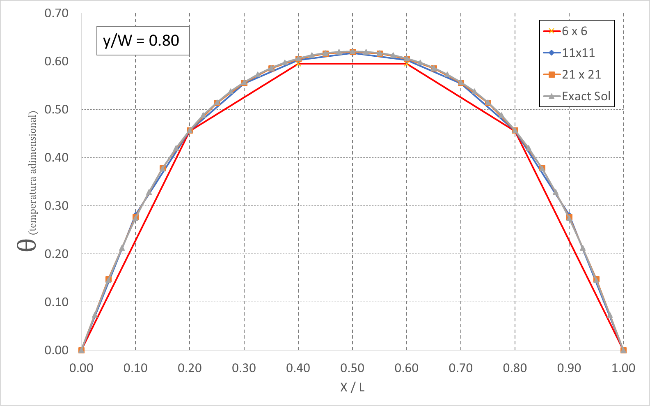 y/W = 0.80
6 x 6
11x11
21 x 21
Exact Sol
0.70
0.60
0.50
0.40
0.30
0.20
0.10
0.00
θ (temperatura adimensional)
0.00 0.10 0.20 0.30 0.40 0.50 0.60 0.70 0.80 0.90 1.00
X / L